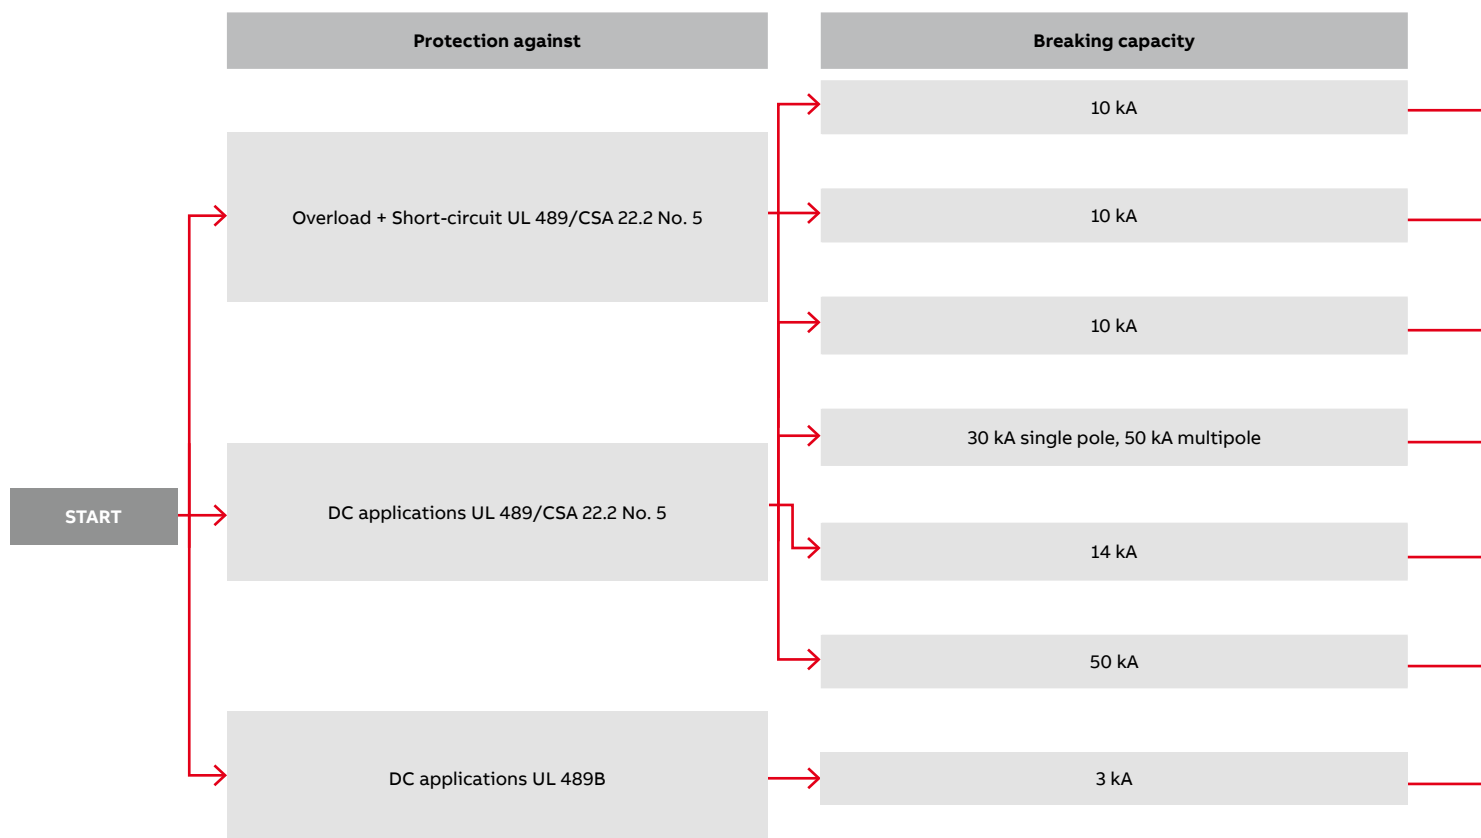 Protection against
Breaking capacity
10 kA
Overload + Short-circuit UL 489/CSA 22.2 No. 5
10 kA
10 kA
30 kA single pole, 50 kA multipole
START
DC applications UL 489/CSA 22.2 No. 5
14 kA
50 kA
DC applications UL 489B
3 kA